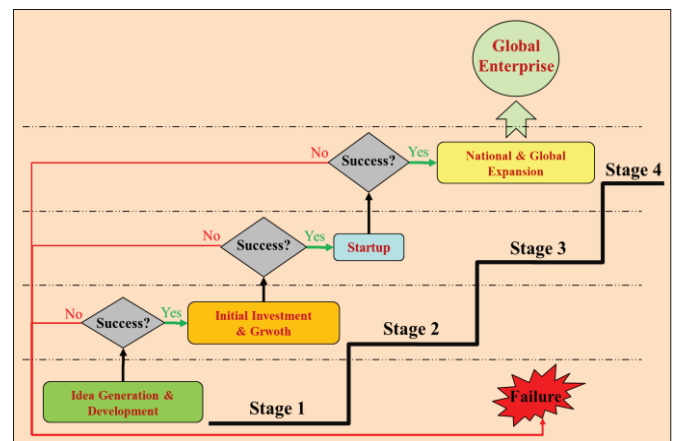 Global
Enterprise
No
Success?
Yes
National & Global
Expansion
Stage 4
No
Success?
Yes
Startup
Stage 3
No
Success?
Yes
Initial Investment
& Grwoth
Stage 2
Idea Generation &
Development
Stage 1
Failure